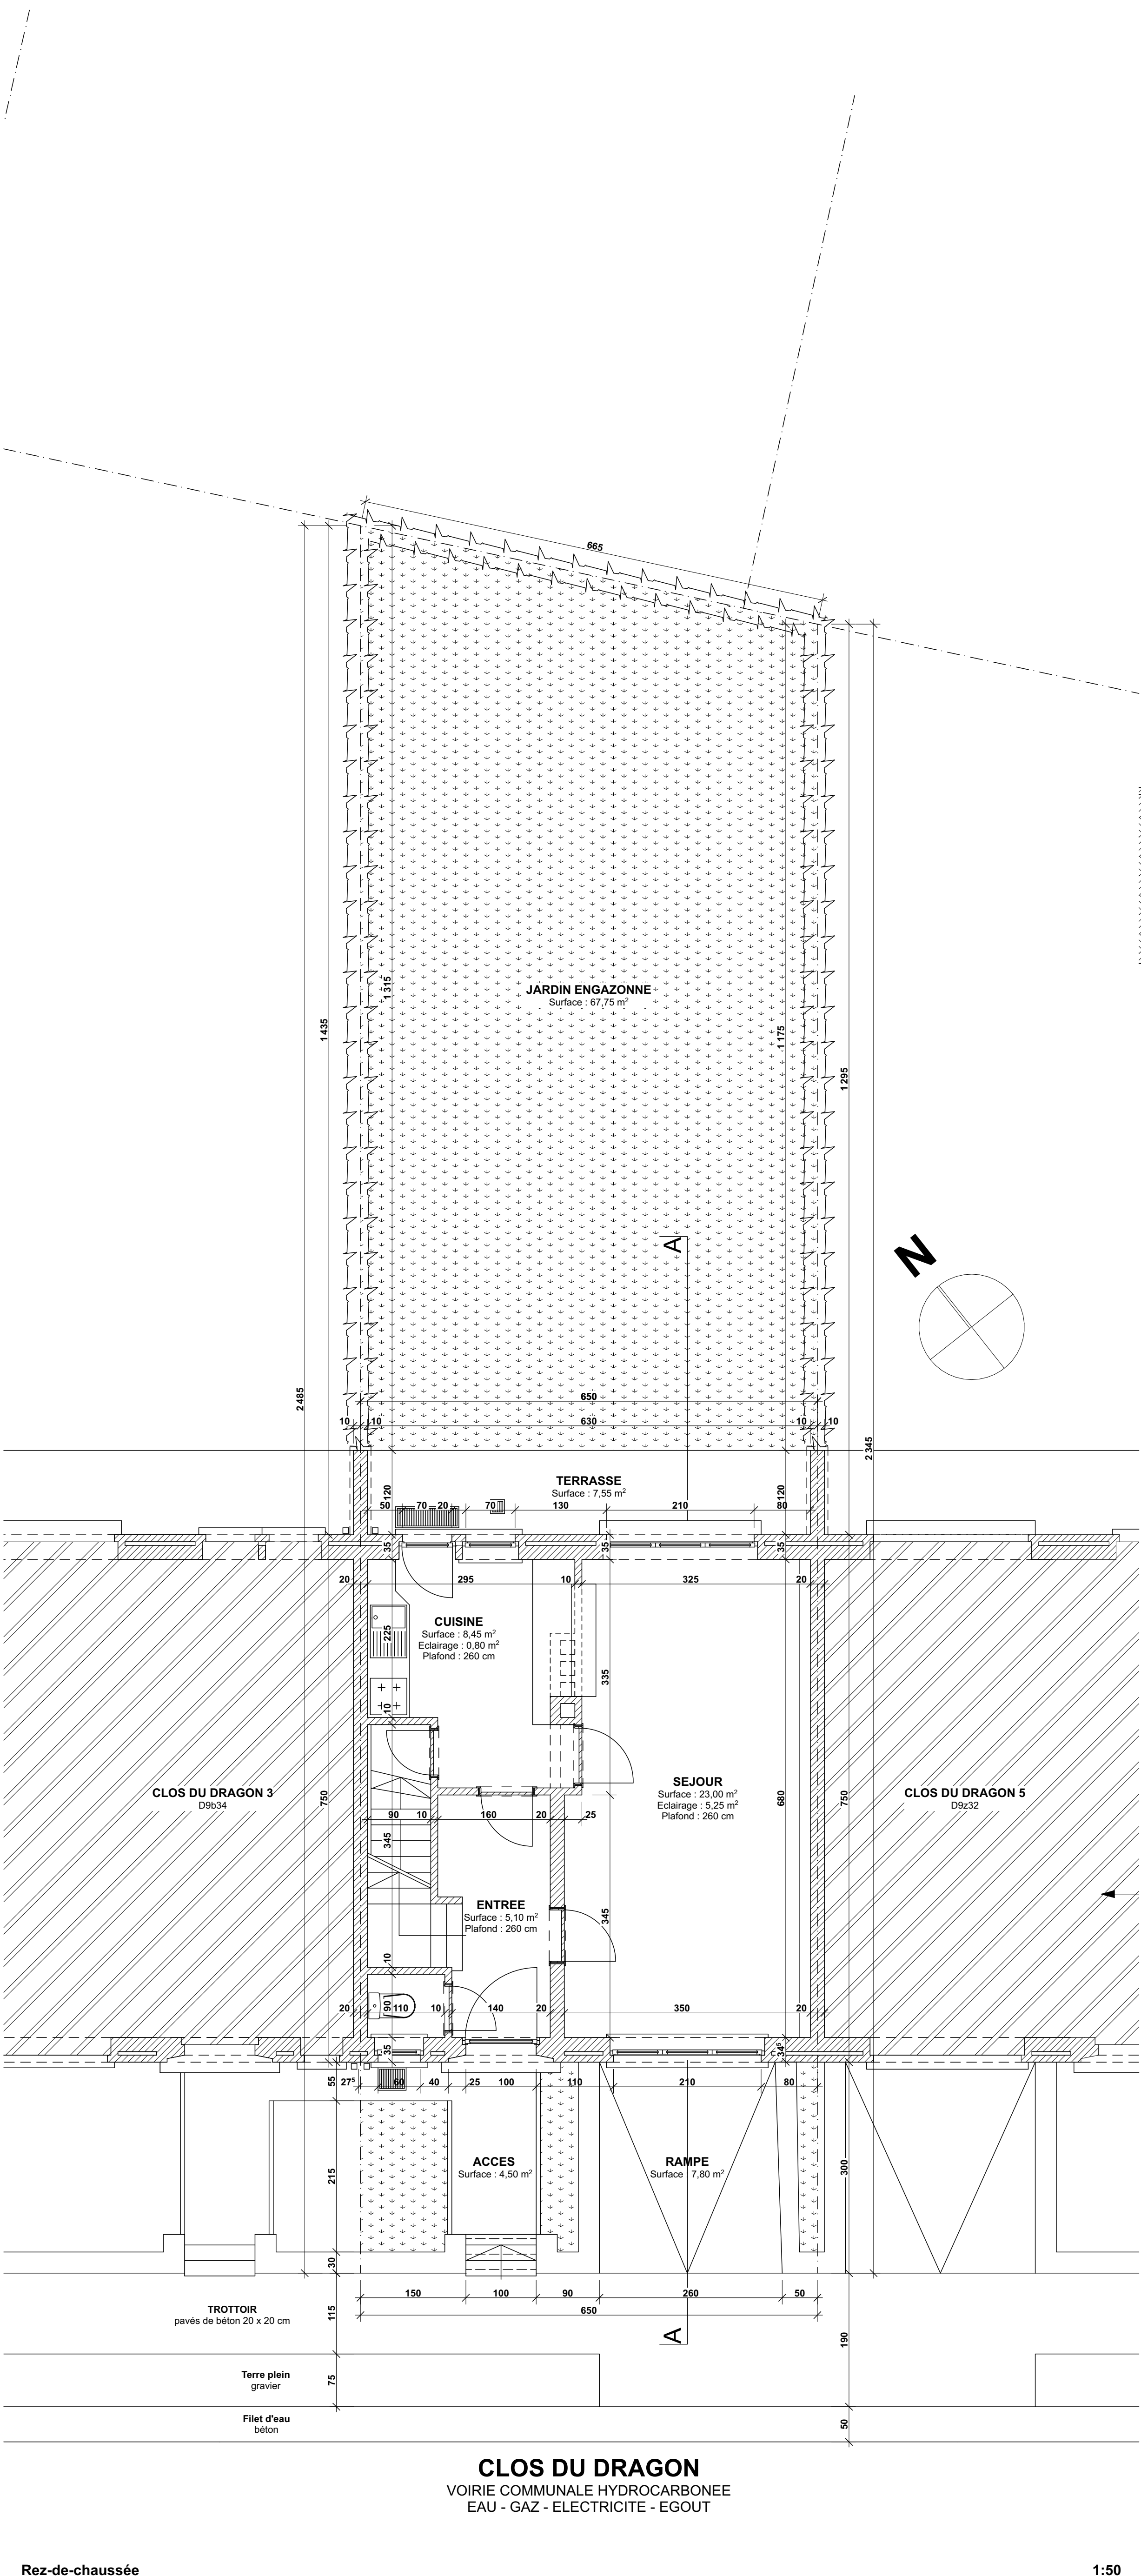 665
JARDIN ENGAZONNE
Surface : 67,75 m²
1 315
1 435
1 175
1 295
A
N
2 485
650
10 10 630 10 10
2 345
TERRASSE
Surface : 7,55 m²
120
120
50 70 20 70 130 210 80
35 35 35
20 295 10 325 20
CUISINE
Surface : 8,45 m²
Eclairage : 0,80 m²
Plafond : 260 cm
225
335
10
CLOS DU DRAGON 3
D9b34
SEJOUR
Surface : 23,00 m²
Eclairage : 5,25 m²
Plafond : 260 cm
CLOS DU DRAGON 5
D9z32
750
680
750
90 10 160 20 25
345
ENTREE
Surface : 5,10 m²
Plafond : 260 cm
345
10
90
20 110 10 140 20 350 20
35
34⁵
55
27⁵ 60 40 25 100 110 210 80
ACCES
Surface : 4,50 m²
RAMPE
Surface : 7,80 m²
215
300
30
150 100 90 260 50
650
TROTTOIR
pavés de béton 20 x 20 cm
115
A
190
Terre plein
gravier
75
Filet d'eau
béton
50
CLOS DU DRAGON
VOIRIE COMMUNALE HYDROCARBONEE
EAU - GAZ - ELECTRICITE - EGOUT
Rez-de-chaussée
1:50